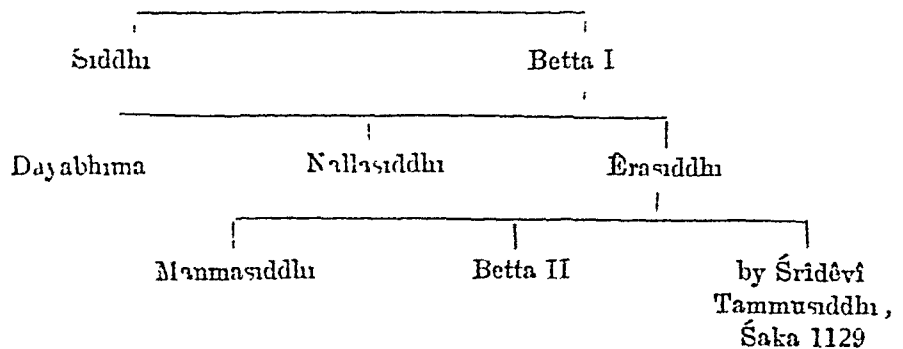 Siddhi Betta I
Dayabhima Nallasiddhi Êrasiddhi
Manmasiddhi Betta II by Śrîdêvî
Tammusiddhi,
Śaka 1129